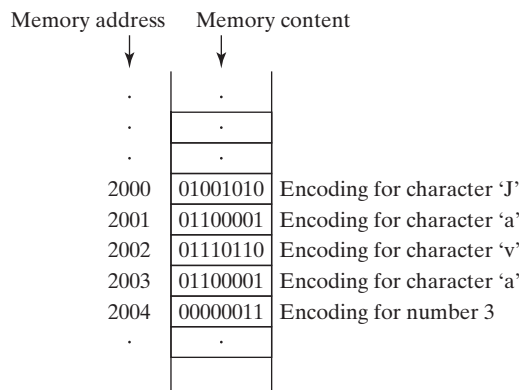 Memory address Memory content
. .
. .
. .
2000 01001010 Encoding for character ‘J’
2001 01100001 Encoding for character ‘a’
2002 01110110 Encoding for character ‘v’
2003 01100001 Encoding for character ‘a’
2004 00000011 Encoding for number 3
. .